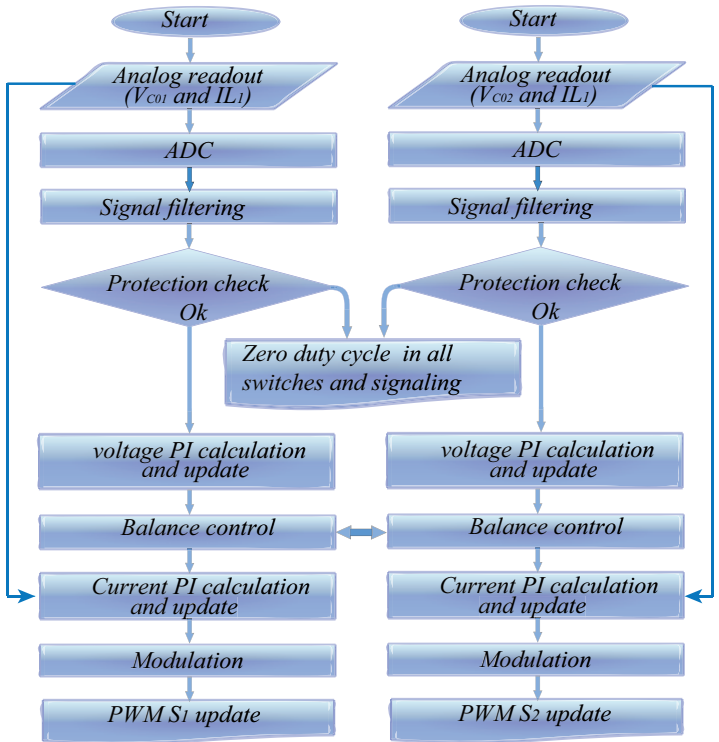 Start
Analog readout
(VC01 and IL1)
ADC
Signal filtering
Protection check
Ok
Start
Analog readout
(VC02 and IL1)
ADC
Signal filtering
Protection check
Ok
Zero duty cycle in all
switches and signaling
voltage PI calculation
and update
Balance control
Current PI calculation
and update
Modulation
PWM S1 update
voltage PI calculation
and update
Balance control
Current PI calculation
and update
Modulation
PWM S2 update